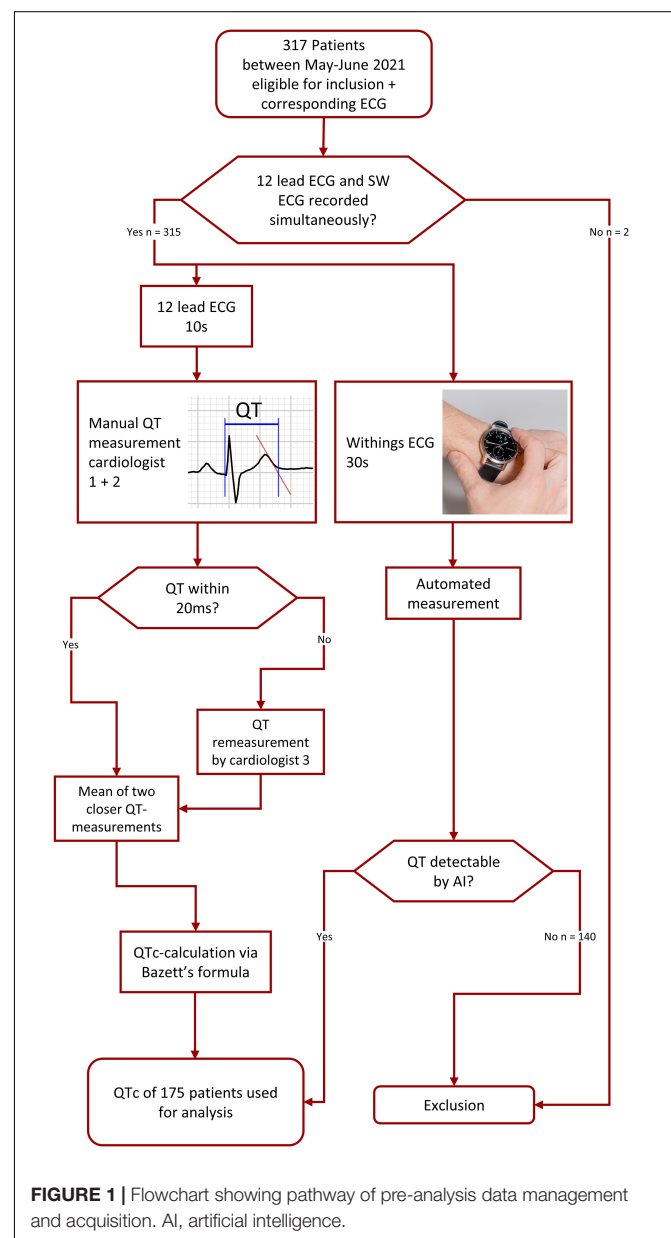 317 Patients
between May-June 2021
eligible for inclusion +
corresponding ECG
12 lead ECG and SW
ECG recorded
simultaneously?
Yes n = 315
No n = 2
12 lead ECG
10s
Manual QT
measurement
cardiologist
1 + 2
QT
Withings ECG
30s
QT within
20ms?
Automated
measurement
Yes
No
QT
remeasurement
by cardiologist 3
Mean of two
closer QT-
measurements
QT detectable
by AI?
Yes
No n = 140
QTc-calculation via
Bazett’s formula
QTc of 175 patients used
for analysis
Exclusion
FIGURE 1 | Flowchart showing pathway of pre-analysis data management
and acquisition. AI, artificial intelligence.